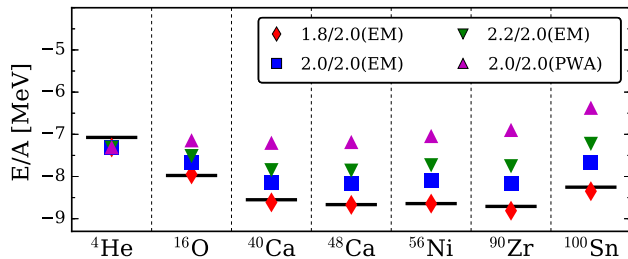 1.8/2.0(EM) 2.2/2.0(EM)
2.0/2.0(EM) 2.0/2.0(PWA)
E/A [MeV]
−5
−6
−7
−8
−9
⁴He ¹⁶O ⁴⁰Ca ⁴⁸Ca ⁵⁶Ni ⁹⁰Zr ¹⁰⁰Sn